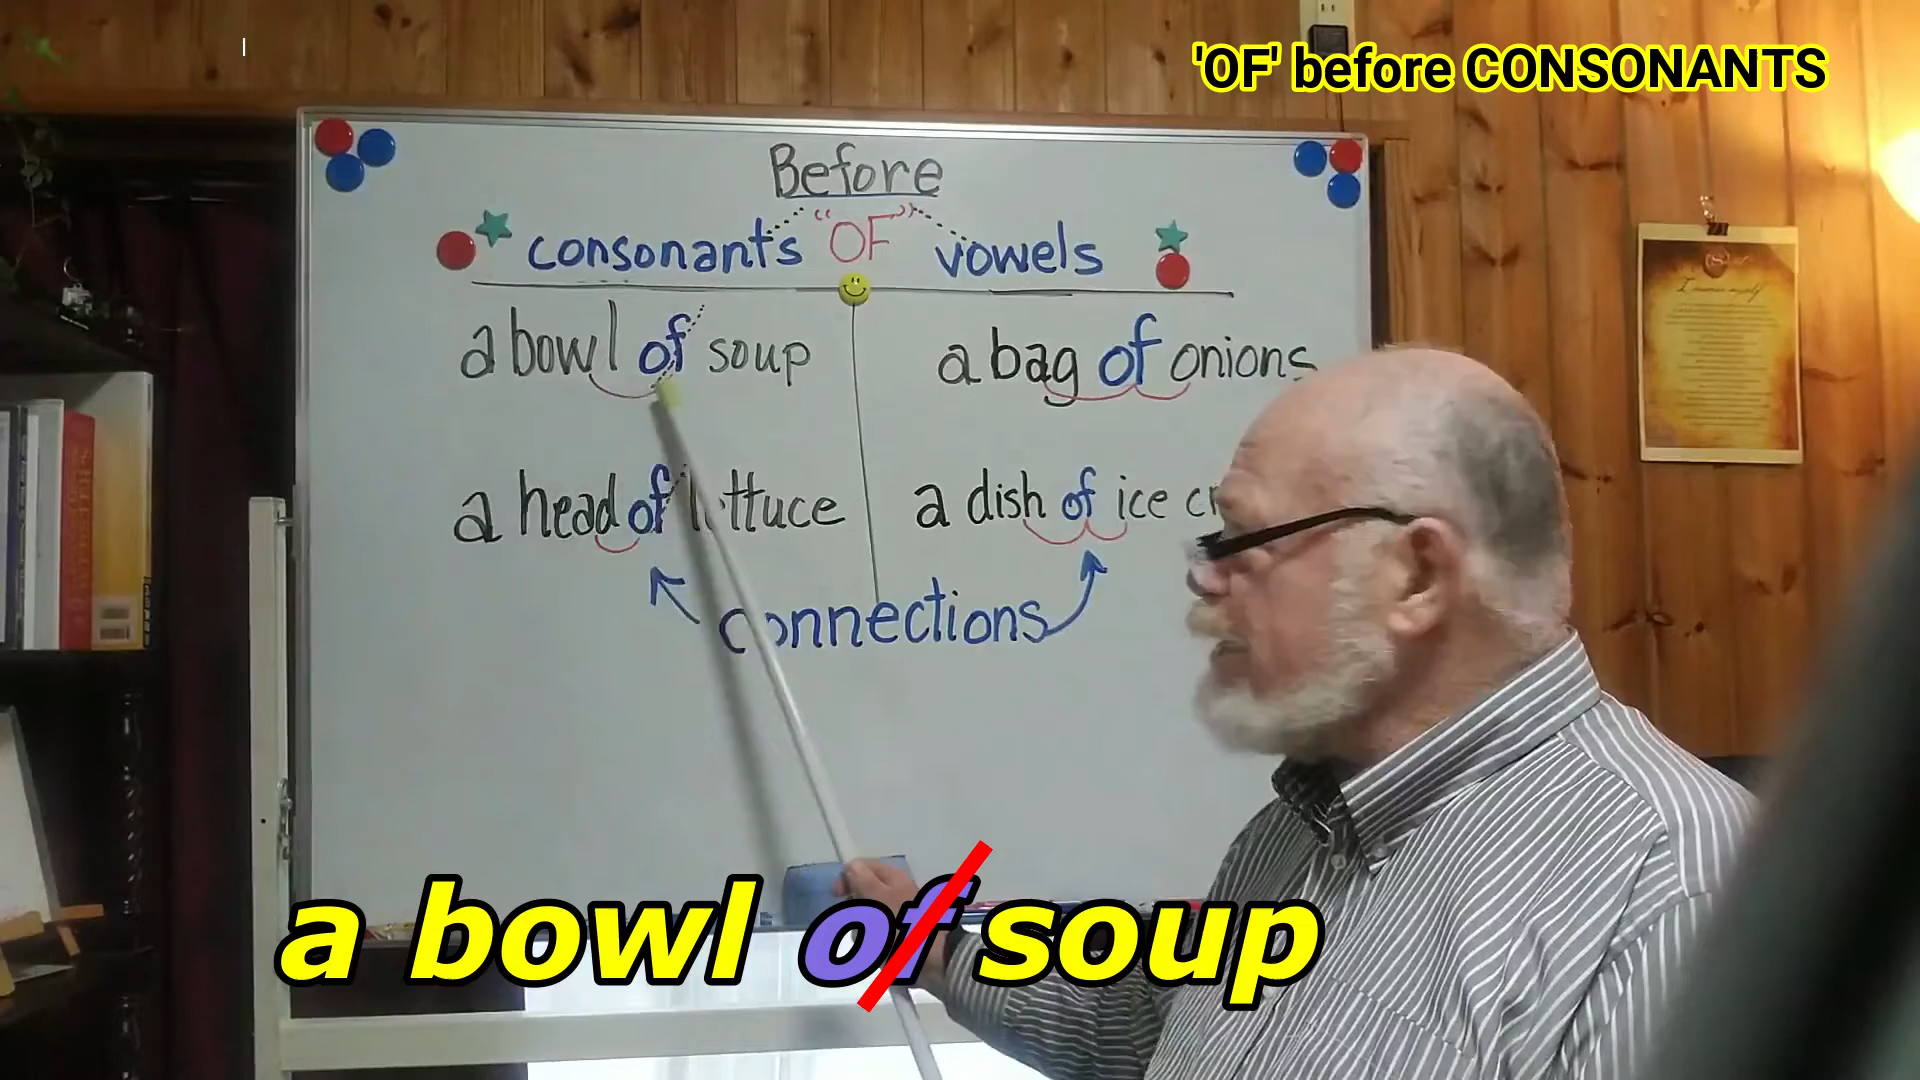 'OF' before CONSONANTS
Before
consonants "OF" vowels
a bowl of soup
a bag of onions
a head of lettuce
a dish of ice cr
connections
a bowl of soup